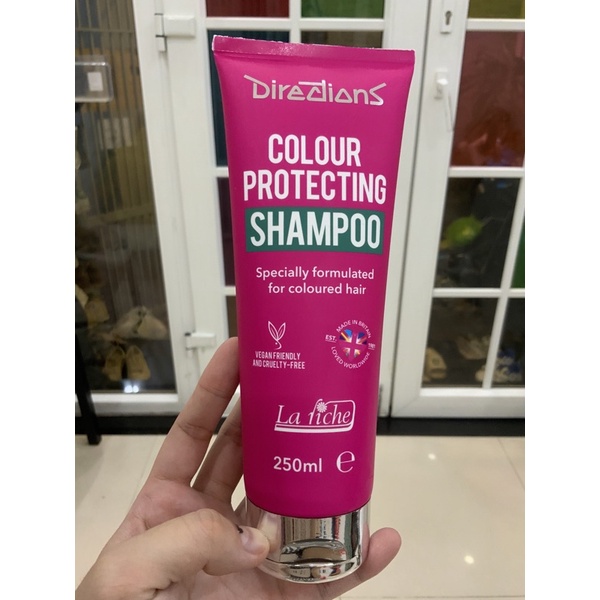 Directions
COLOUR
PROTECTING
SHAMPOO
Specially formulated
for coloured hair
VEGAN FRIENDLY
AND CRUELTY-FREE
EST.
MADE IN BRITAIN
LOVED WORLDWIDE
La riche
250ml e